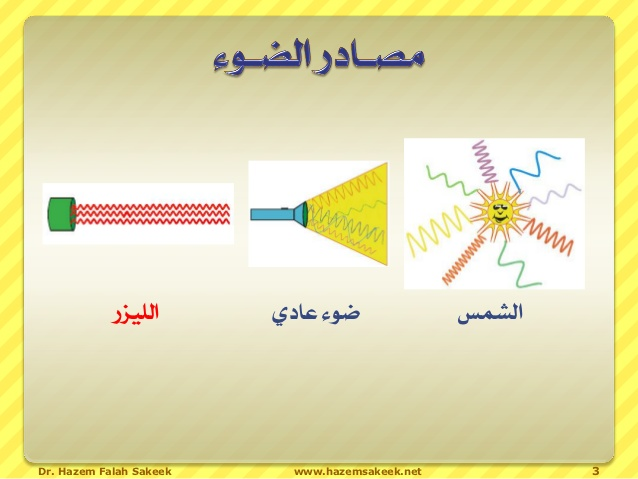 مصادر الضوء
الشمس
ضوء عادي
الليزر
Dr. Hazem Falah Sakeek
www.hazemsakeek.net
3